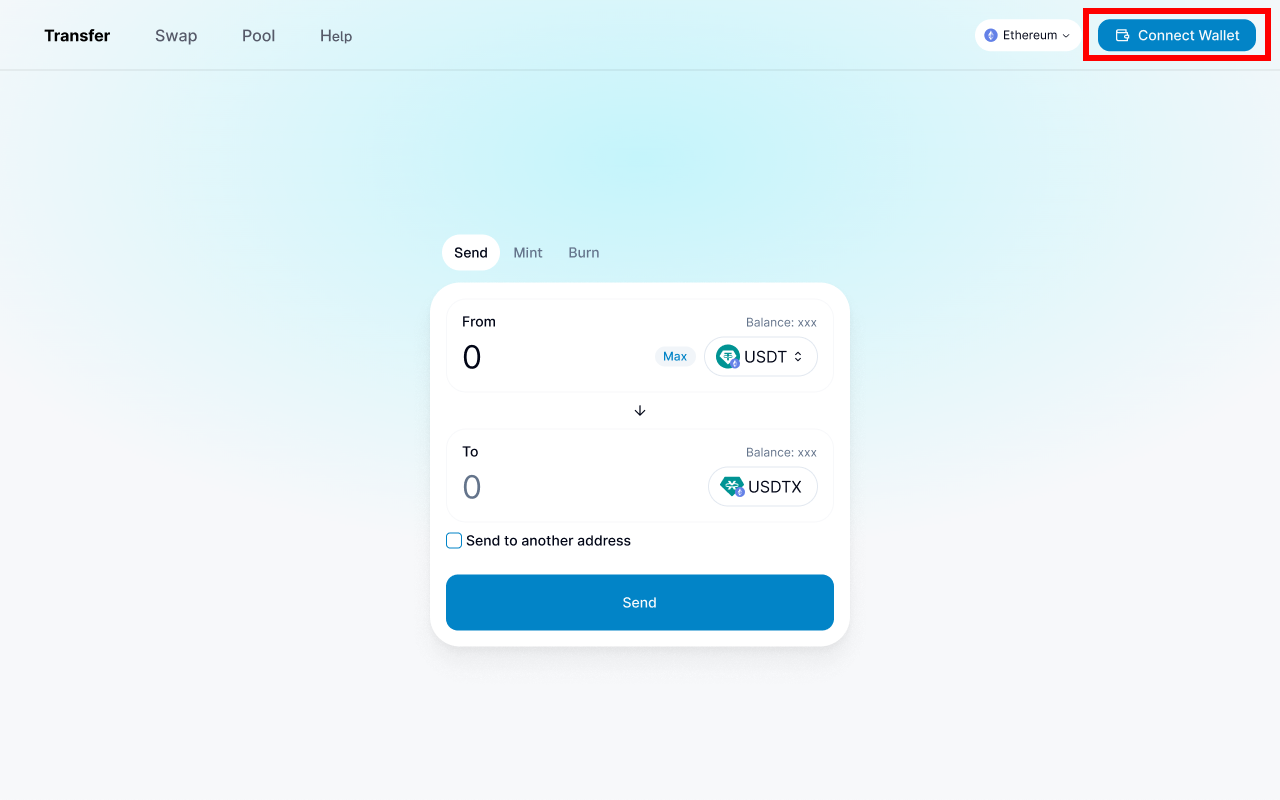 Transfer Swap Pool Help Ethereum Connect Wallet
Send Mint Burn
From Balance: xxx
0 Max USDT
To Balance: xxx
0 USDTX
Send to another address
Send